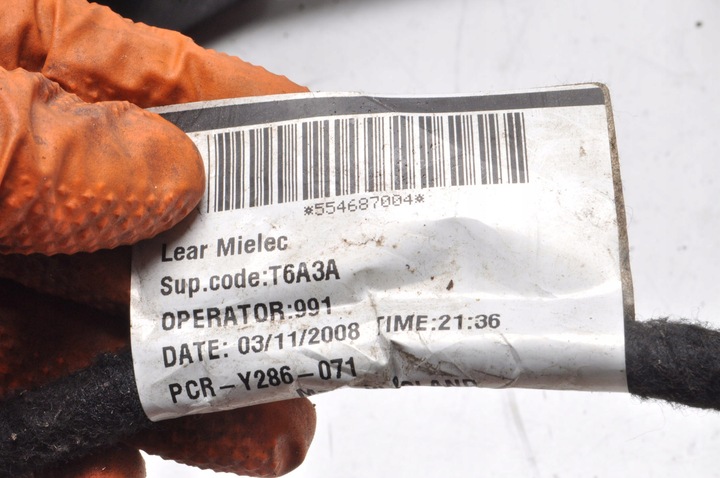 *554687004*
Lear Mielec
Sup.code:T6A3A
OPERATOR:991
DATE: 03/11/2008 TIME:21:36
PCR-Y286-071